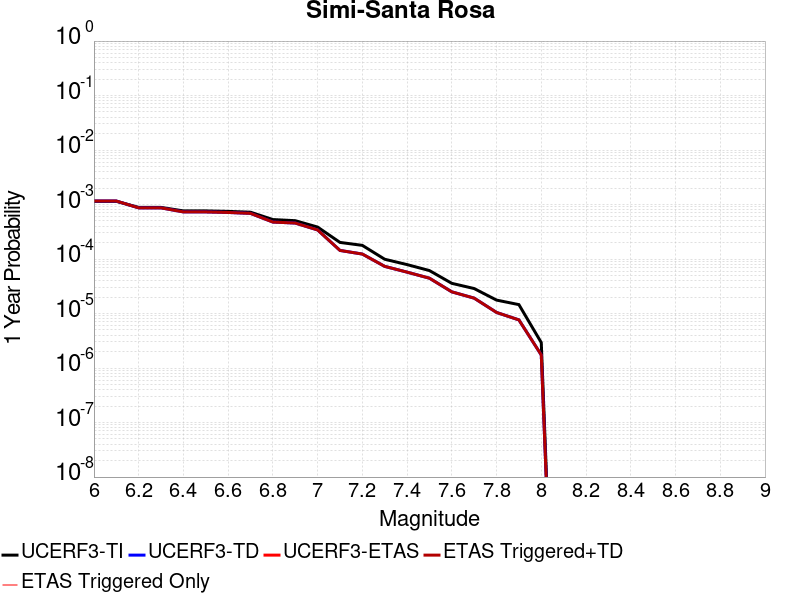 Simi-Santa Rosa
10 0
10 -1
10 -2
10 -3
10 -4
10 -5
10 -6
10 -7
10 -8
1 Year Probability
6 6.2 6.4 6.6 6.8 7 7.2 7.4 7.6 7.8 8 8.2 8.4 8.6 8.8 9
Magnitude
UCERF3-TI UCERF3-TD UCERF3-ETAS ETAS Triggered+TD
ETAS Triggered Only